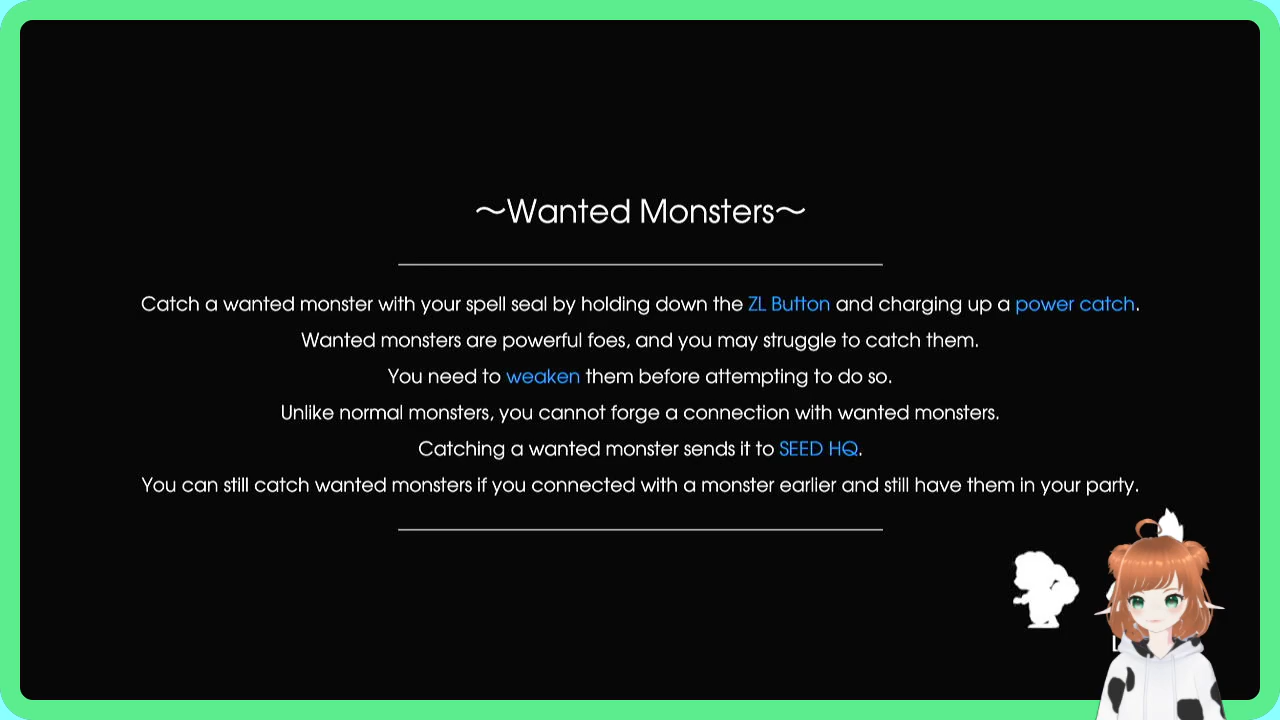 ～Wanted Monsters～
Catch a wanted monster with your spell seal by holding down the ZL Button and charging up a power catch.
Wanted monsters are powerful foes, and you may struggle to catch them.
You need to weaken them before attempting to do so.
Unlike normal monsters, you cannot forge a connection with wanted monsters.
Catching a wanted monster sends it to SEED HQ.
You can still catch wanted monsters if you connected with a monster earlier and still have them in your party.